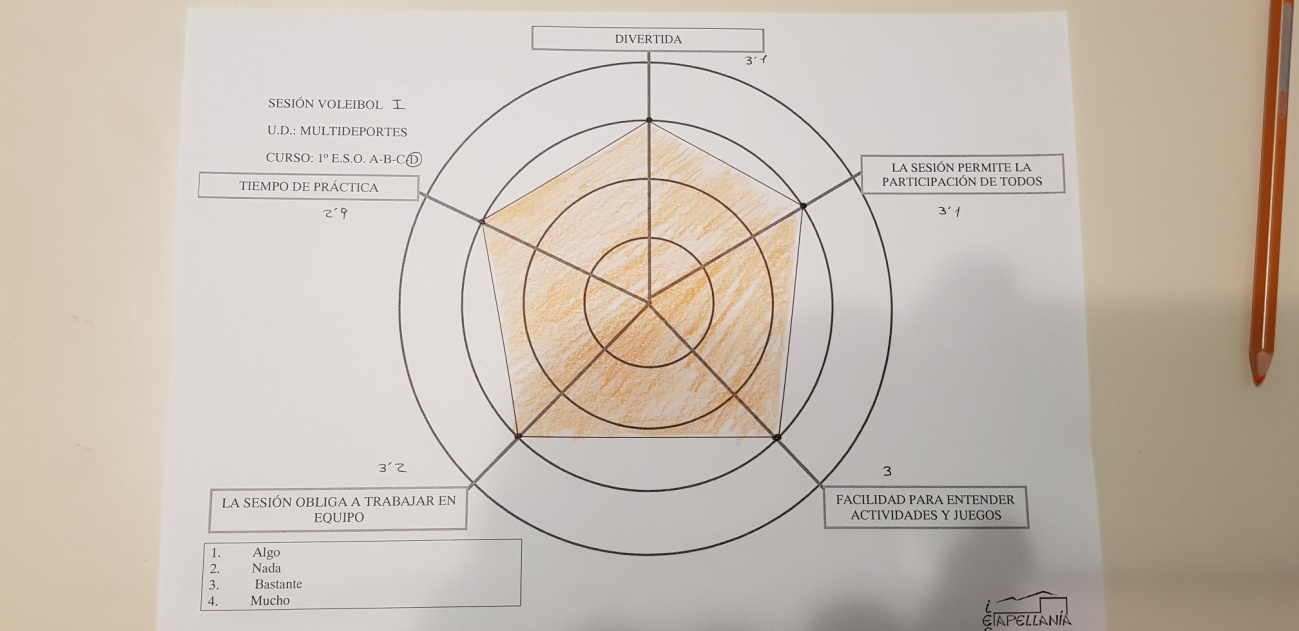 DIVERTIDA
3´1
SESIÓN VOLEIBOL I
U.D.: MULTIDEPORTES
CURSO: 1º E.S.O. A-B-C-D
TIEMPO DE PRÁCTICA
2´9
LA SESIÓN PERMITE LA
PARTICIPACIÓN DE TODOS
3´1
3´2
LA SESIÓN OBLIGA A TRABAJAR EN
EQUIPO
3
FACILIDAD PARA ENTENDER
ACTIVIDADES Y JUEGOS
1. Algo
2. Nada
3. Bastante
4. Mucho